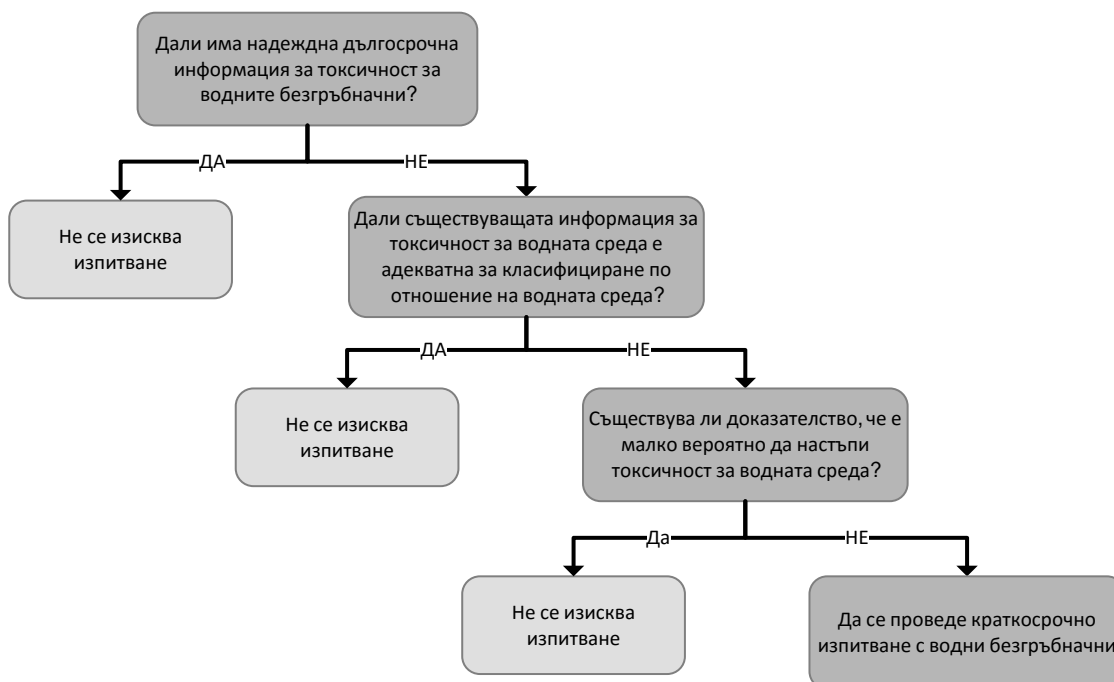 Дали има надеждна дългосрочна
информация за токсичност за
водните безгръбначни?
ДА
НЕ
Не се изисква
изпитване
Дали съществуващата информация за
токсичност за водната среда е
адекватна за класифициране по
отношение на водната среда?
ДА
НЕ
Не се изисква
изпитване
Съществува ли доказателство, че е
малко вероятно да настъпи
токсичност за водната среда?
Да
НЕ
Не се изисква
изпитване
Да се проведе краткосрочно
изпитване с водни безгръбначни